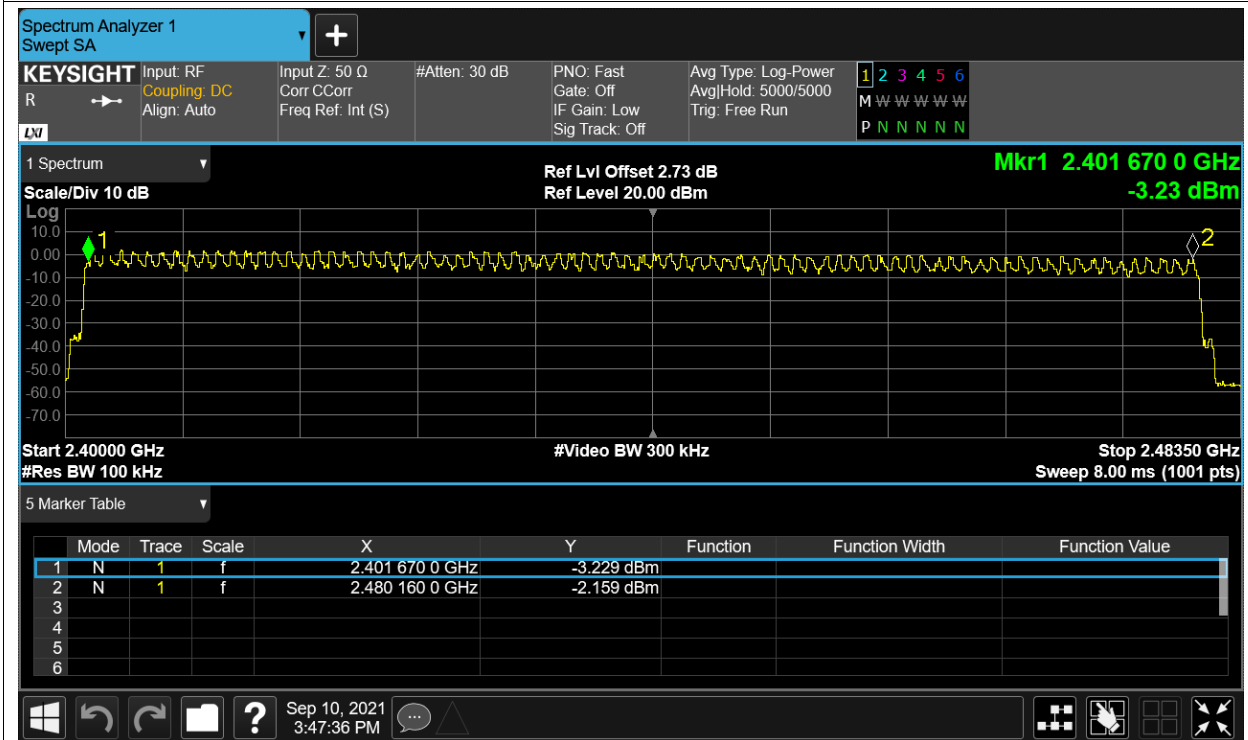 Spectrum Analyzer 1
Swept SA
KEYSIGHT
R
LXI
Input: RF
Coupling: DC
Align: Auto
Input Z: 50 Ω
Corr CCorr
Freq Ref: Int (S)
#Atten: 30 dB
PNO: Fast
Gate: Off
IF Gain: Low
Sig Track: Off
Avg Type: Log-Power
Avg|Hold: 5000/5000
Trig: Free Run
1 2 3 4 5 6
M W W W W W
P N N N N N
1 Spectrum
Scale/Div 10 dB
Ref Lvl Offset 2.73 dB
Ref Level 20.00 dBm
Mkr1 2.401 670 0 GHz
-3.23 dBm
Log
10.0
0.00
-10.0
-20.0
-30.0
-40.0
-50.0
-60.0
-70.0
1
2
Start 2.40000 GHz
#Res BW 100 kHz
#Video BW 300 kHz
Stop 2.48350 GHz
Sweep 8.00 ms (1001 pts)
5 Marker Table
Mode Trace Scale X Y Function Function Width Function Value
1 N 1 f 2.401 670 0 GHz -3.229 dBm
2 N 1 f 2.480 160 0 GHz -2.159 dBm
3
4
5
6
?
Sep 10, 2021
3:47:36 PM